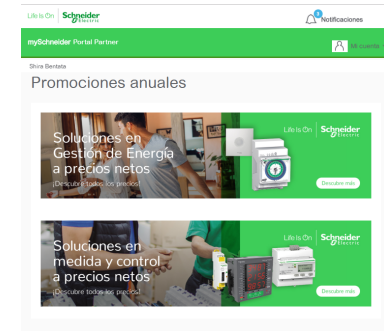 Life Is On Schneider Electric
8 Notificaciones
mySchneider Portal Partner
Mi cuenta
Shira Bentata
Promociones anuales
Soluciones en
Gestión de Energía
a precios netos
¡Descubre todos los precios!
Life Is On Schneider Electric
Descubre más
Soluciones en
medida y control
a precios netos
¡Descubre todos los precios!
Life Is On Schneider Electric
Descubre más